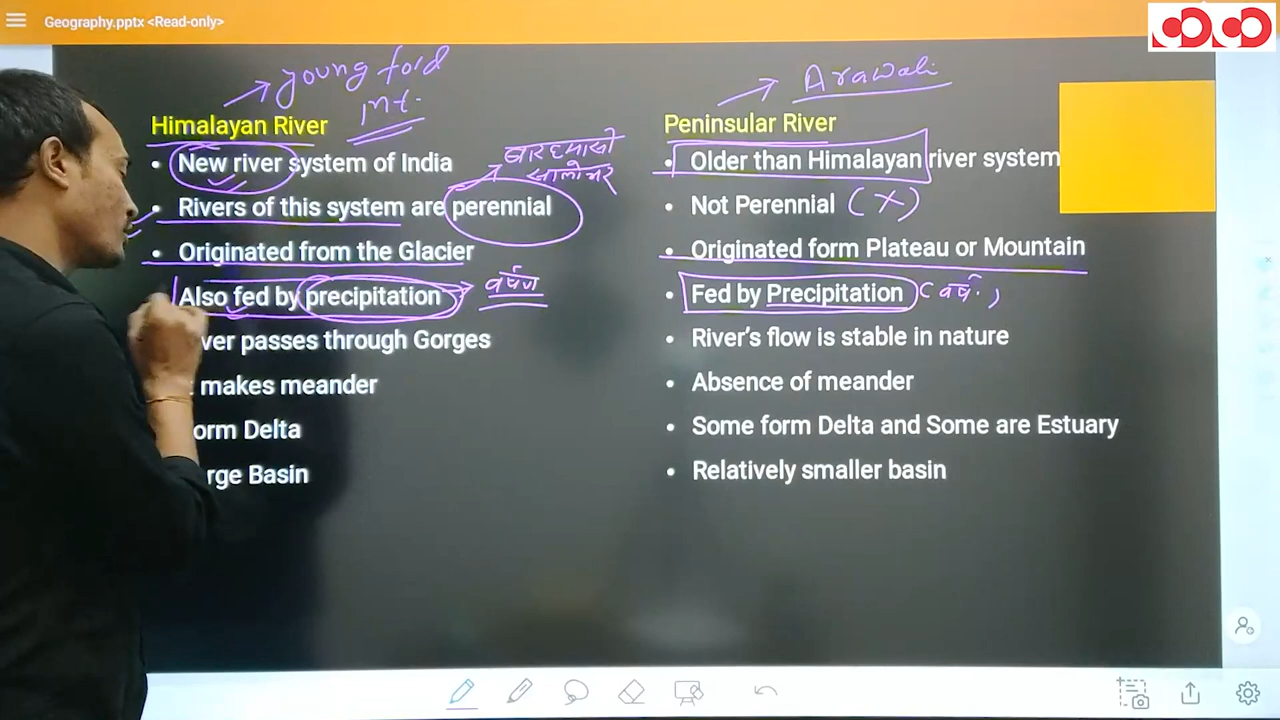 Geography.pptx <Read-only>
young fold
mt.
Himalayan River
• New river system of India
बारहमासी
सालोभर
• Rivers of this system are perennial
• Originated from the Glacier
Also fed by precipitation
वर्षण
ver passes through Gorges
makes meander
orm Delta
rge Basin
Arawali
Peninsular River
• Older than Himalayan river system
• Not Perennial (X)
• Originated form Plateau or Mountain
• Fed by Precipitation (वर्ष.)
• River's flow is stable in nature
• Absence of meander
• Some form Delta and Some are Estuary
• Relatively smaller basin